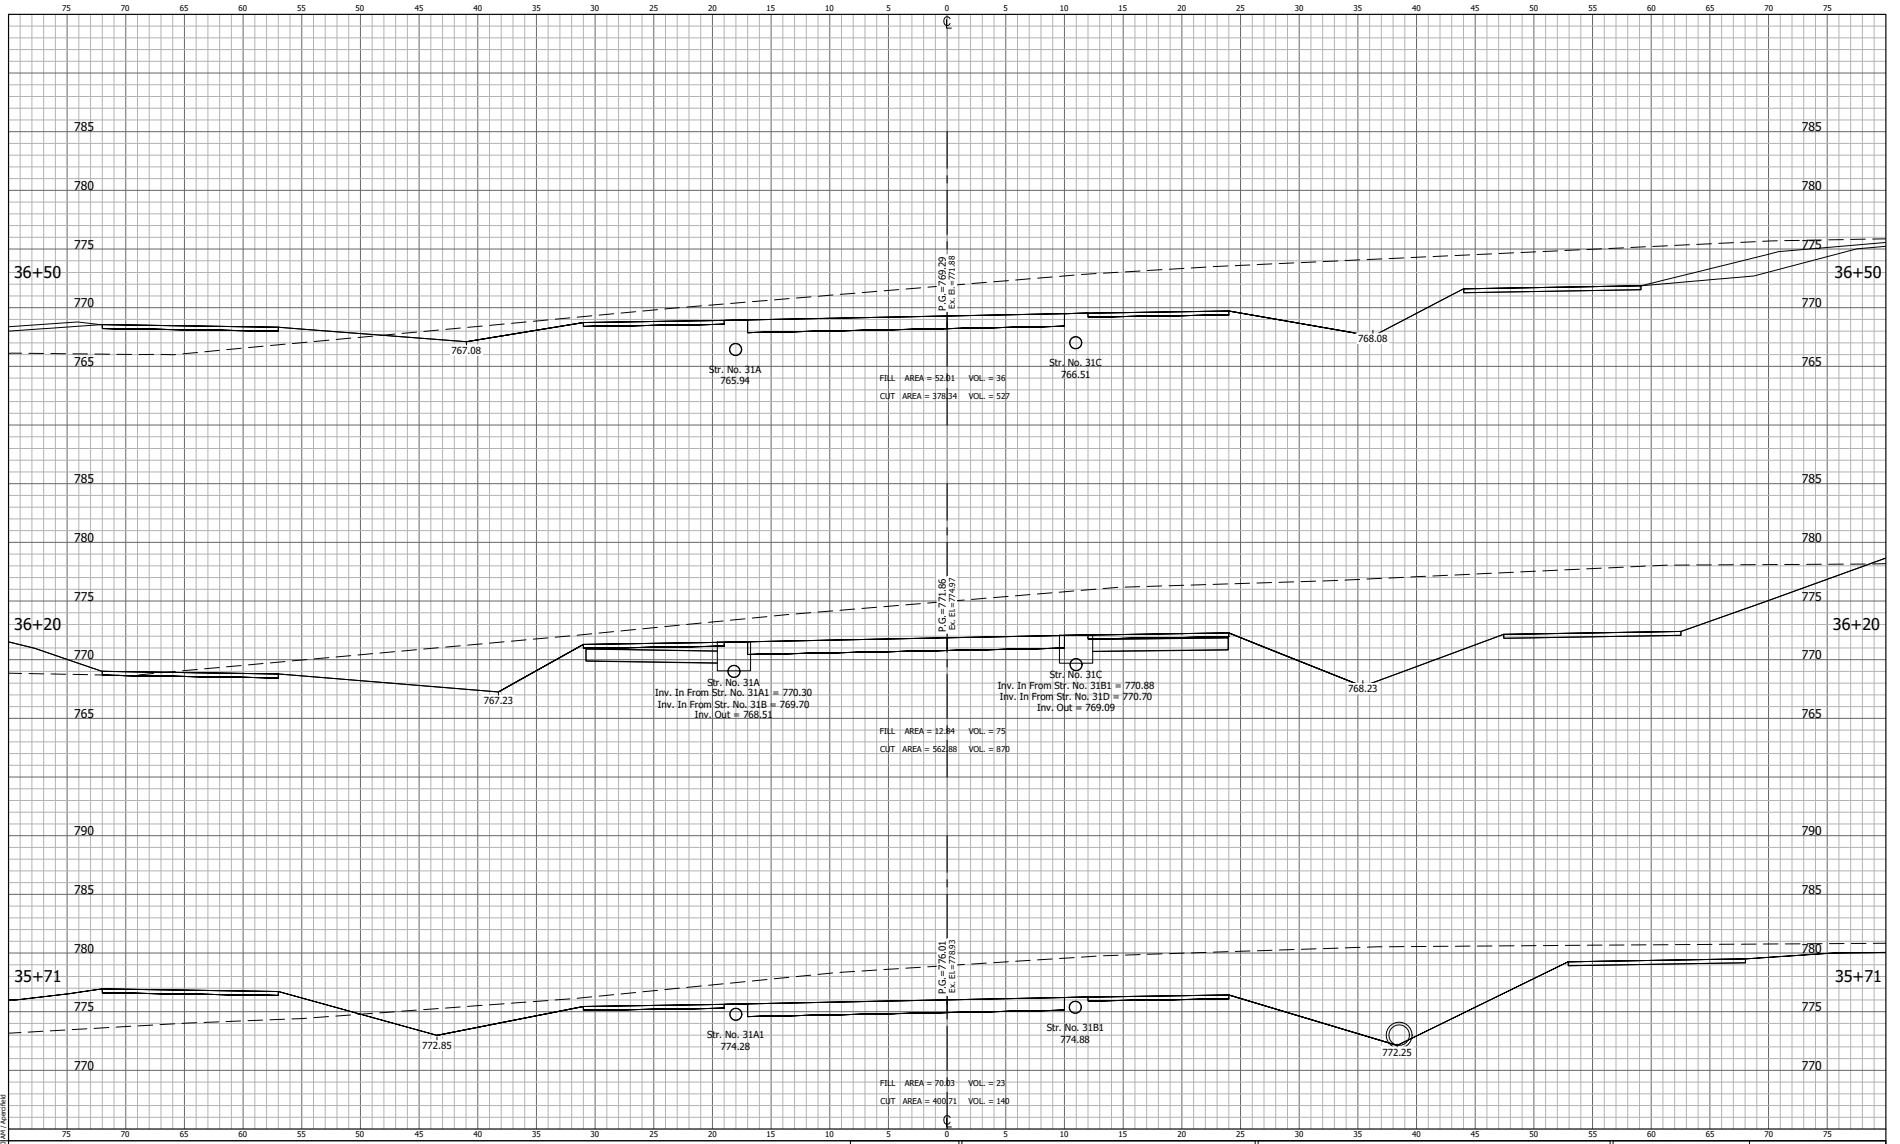 75 70 65 60 55 50 45 40 35 30 25 20 15 10 5 0 5 10 15 20 25 30 35 40 45 50 55 60 65 70 75
℄
785 785
780 780
775 775
36+50 36+50
P.G.=769.29
Ex. El.=771.88
770 770
767.08
768.08
765 765
Str. No. 31A
765.94
Str. No. 31C
766.51
FILL AREA = 52.01 VOL. = 36
CUT AREA = 378.34 VOL. = 527
785 785
780 780
775 775
P.G.=771.86
Ex. El.=774.97
36+20 36+20
770 770
767.23
768.23
Str. No. 31A
Inv. In From Str. No. 31A1 = 770.30
Inv. In From Str. No. 31B = 769.70
Inv. Out = 768.51
Str. No. 31C
Inv. In From Str. No. 31B1 = 770.88
Inv. In From Str. No. 31D = 770.70
Inv. Out = 769.09
765 765
FILL AREA = 12.84 VOL. = 75
CUT AREA = 562.88 VOL. = 870
790 790
785 785
780 780
P.G.=776.01
Ex. El.=778.93
35+71 35+71
775 775
772.85
Str. No. 31A1
774.28
Str. No. 31B1
774.88
772.25
770 770
FILL AREA = 70.03 VOL. = 23
CUT AREA = 400.71 VOL. = 140
℄
75 70 65 60 55 50 45 40 35 30 25 20 15 10 5 0 5 10 15 20 25 30 35 40 45 50 55 60 65 70 75